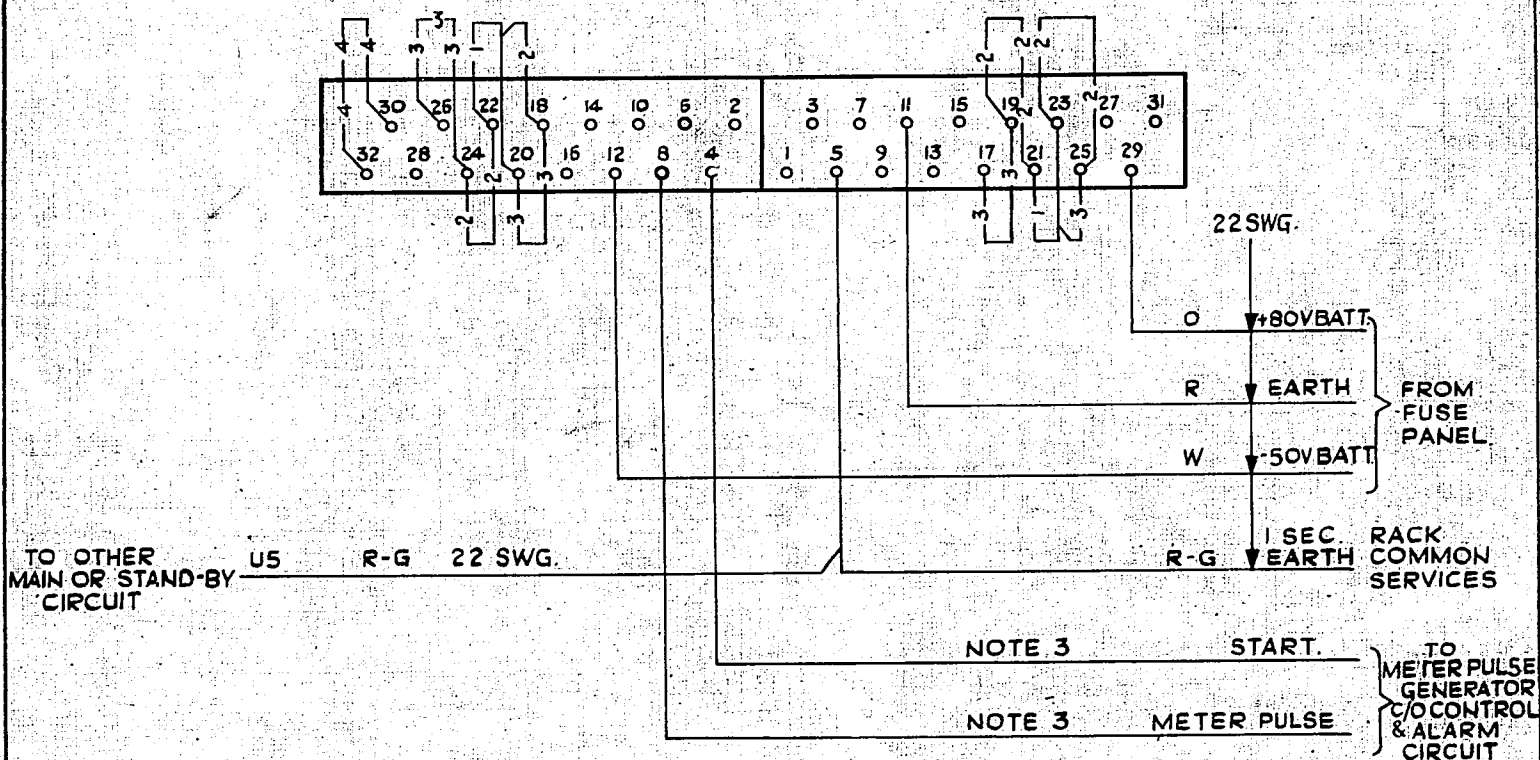 3
4 4 3 3 1 2 2 2 2
4 30 26 22 18 14 10 6 2 3 7 11 15 19 2 23 2 27 31
32 28 24 2 20 3 16 12 8 4 1 5 9 13 17 3 21 25 29
2 3 3 1 3
22 SWG.
O +80V BATT.
R EARTH
W -50V BATT
FROM
FUSE
PANEL.
TO OTHER
MAIN OR STAND-BY
CIRCUIT
U5 R-G 22 SWG.
R-G 1 SEC.
EARTH
RACK
COMMON
SERVICES
NOTE 3 START.
NOTE 3 METER PULSE
TO
METER PULSE
GENERATOR
C/O CONTROL
& ALARM
CIRCUIT